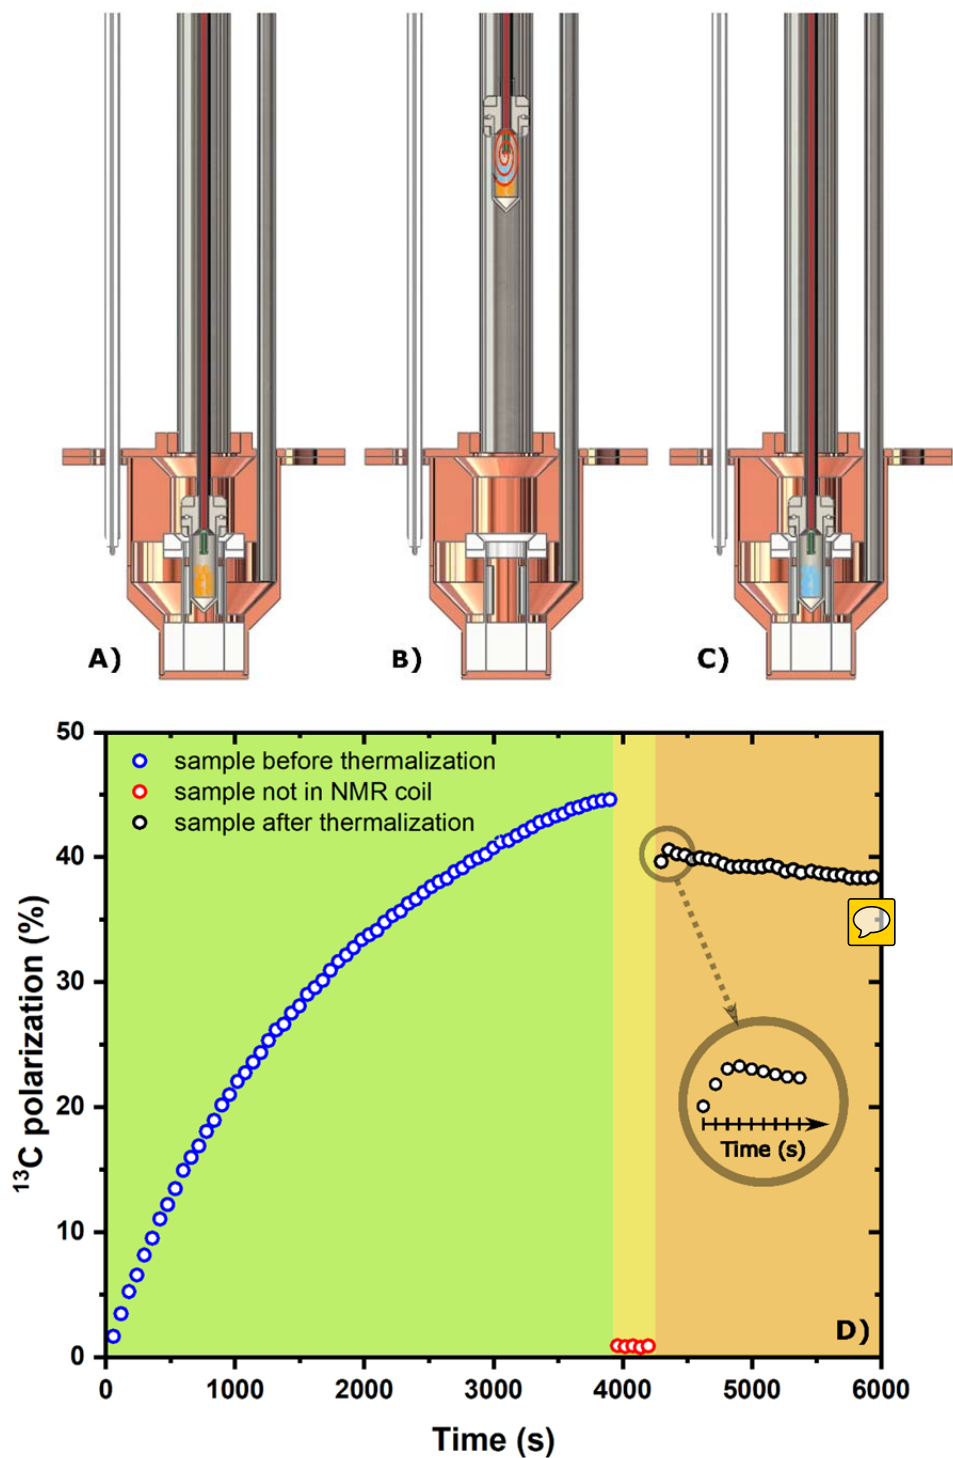 A)
B)
C)
50
sample before thermalization
sample not in NMR coil
sample after thermalization
40
30
20
10
0
¹³C polarization (%)
Time (s)
D)
0 1000 2000 3000 4000 5000 6000
Time (s)